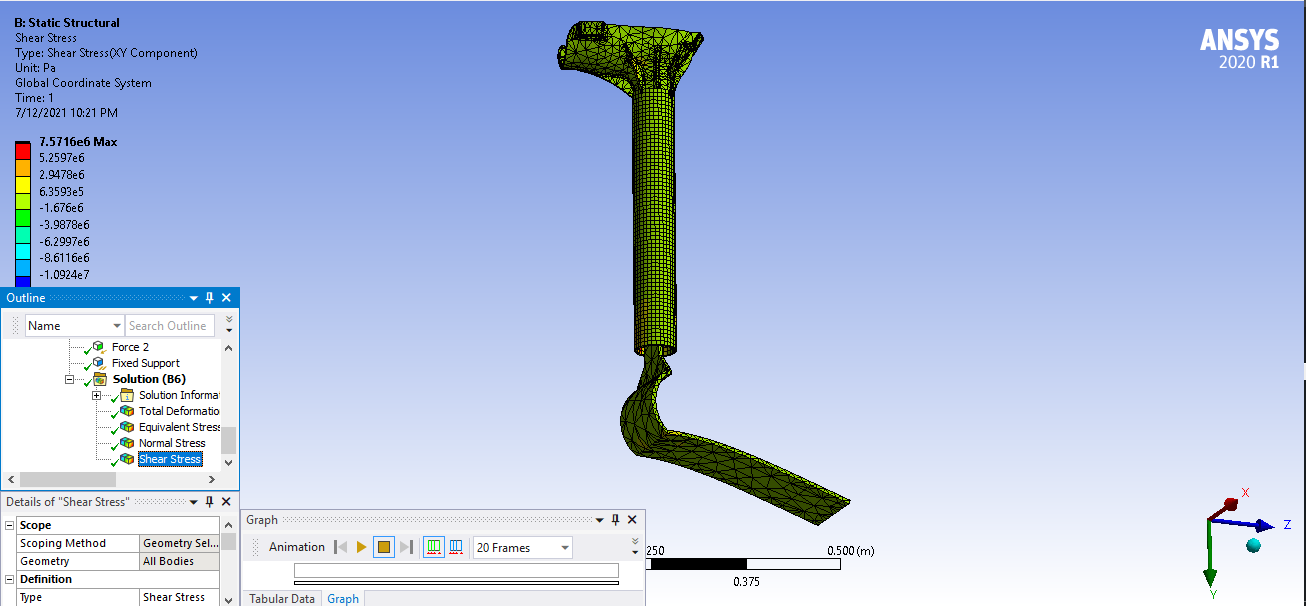 B: Static Structural
Shear Stress
Type: Shear Stress(XY Component)
Unit: Pa
Global Coordinate System
Time: 1
7/12/2021 10:21 PM
7.5716e6 Max
5.2597e6
2.9478e6
6.3593e5
-1.676e6
-3.9878e6
-6.2997e6
-8.6116e6
-1.0924e7
ANSYS
2020 R1
Outline
Name Search Outline
Force 2
Fixed Support
Solution (B6)
Solution Informa
Total Deformatio
Equivalent Stress
Normal Stress
Shear Stress
Details of "Shear Stress"
Scope
Scoping Method Geometry Sel...
Geometry All Bodies
Definition
Type Shear Stress
Graph
Animation 20 Frames
Tabular Data Graph
250 0.500 (m)
0.375
X
Z
Y